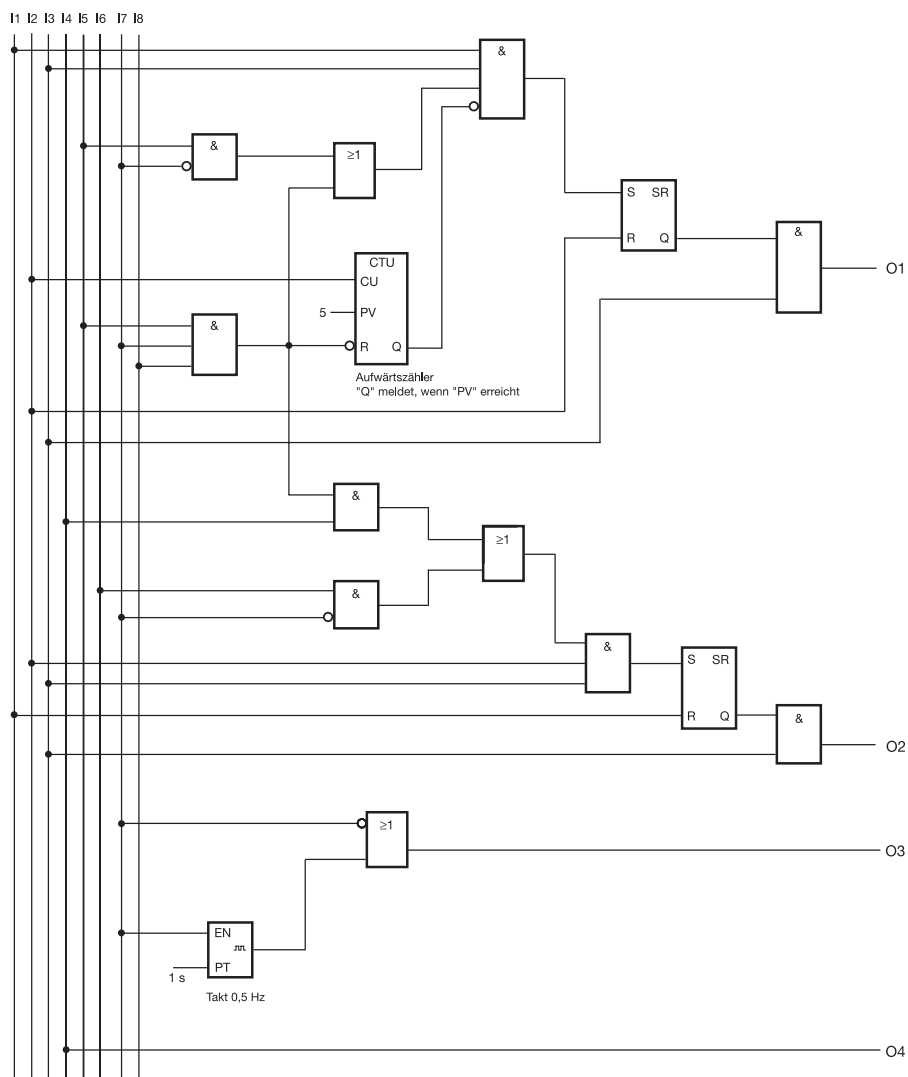 I1 I2 I3 I4 I5 I6 I7 I8
&
&
≥1
S SR
R Q
&
O1
CTU
CU
5 PV
R Q
&
Aufwärtszähler
"Q" meldet, wenn "PV" erreicht
&
≥1
&
&
S SR
R Q
&
O2
≥1
O3
EN
PT
1 s
Takt 0,5 Hz
O4